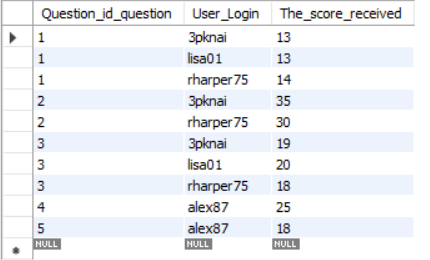 Question_id_question User_Login The_score_received
1 3pknai 13
1 lisa01 13
1 rharper75 14
2 3pknai 35
2 rharper75 30
3 3pknai 19
3 lisa01 20
3 rharper75 18
4 alex87 25
5 alex87 18
NULL NULL NULL